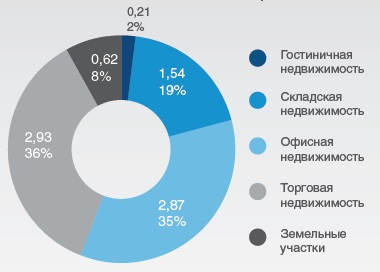 0,21
2%
0,62
8%
1,54
19%
2,93
36%
2,87
35%
Гостиничная
недвижимость
Складская
недвижимость
Офисная
недвижимость
Торговая
недвижимость
Земельные
участки